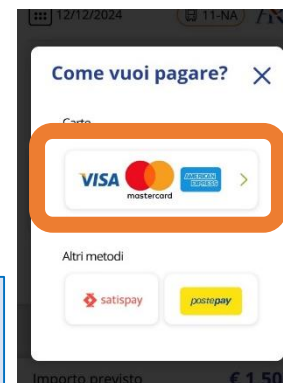 12/12/2024 11-NA
Come vuoi pagare?
Carte
VISA mastercard AMERICAN EXPRESS
Altri metodi
satispay postepay
Importo previsto € 1,50